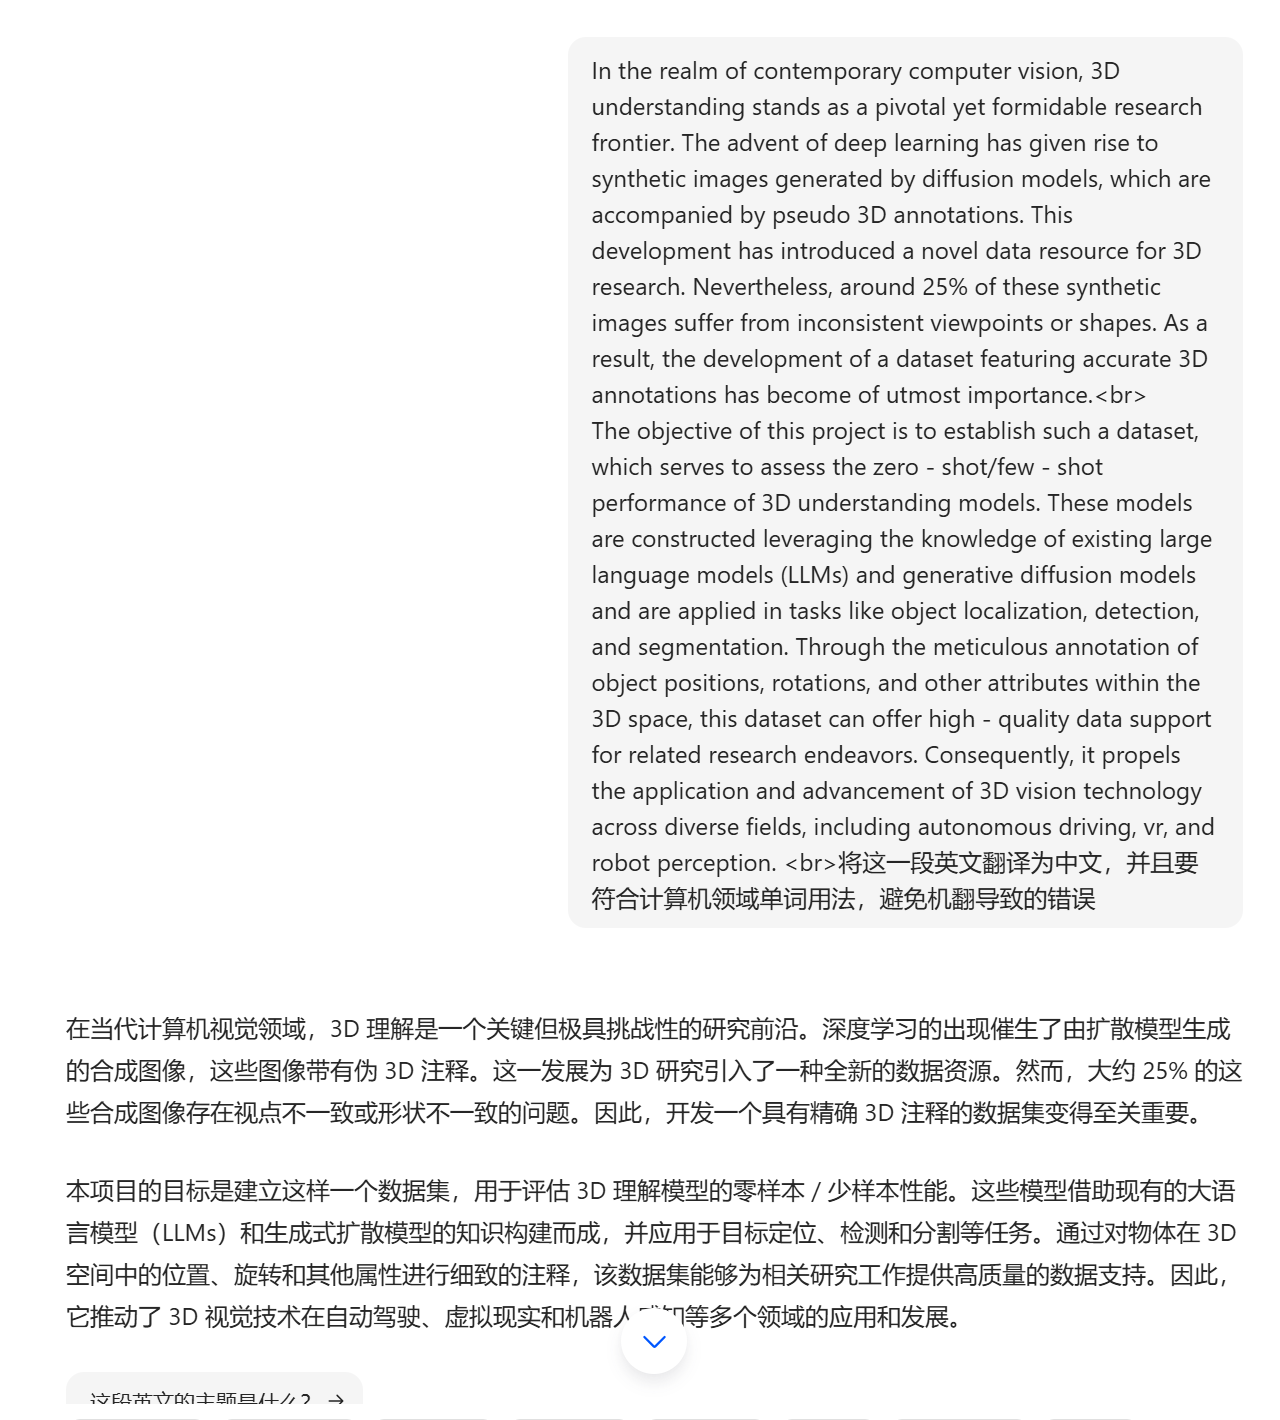 In the realm of contemporary computer vision, 3D
understanding stands as a pivotal yet formidable research
frontier. The advent of deep learning has given rise to
synthetic images generated by diffusion models, which are
accompanied by pseudo 3D annotations. This
development has introduced a novel data resource for 3D
research. Nevertheless, around 25% of these synthetic
images suffer from inconsistent viewpoints or shapes. As a
result, the development of a dataset featuring accurate 3D
annotations has become of utmost importance.<br>
The objective of this project is to establish such a dataset,
which serves to assess the zero - shot/few - shot
performance of 3D understanding models. These models
are constructed leveraging the knowledge of existing large
language models (LLMs) and generative diffusion models
and are applied in tasks like object localization, detection,
and segmentation. Through the meticulous annotation of
object positions, rotations, and other attributes within the
3D space, this dataset can offer high - quality data support
for related research endeavors. Consequently, it propels
the application and advancement of 3D vision technology
across diverse fields, including autonomous driving, vr, and
robot perception. <br>将这一段英文翻译为中文，并且要
符合计算机领域单词用法，避免机翻导致的错误
在当代计算机视觉领域，3D 理解是一个关键但极具挑战性的研究前沿。深度学习的出现催生了由扩散模型生成
的合成图像，这些图像带有伪 3D 注释。这一发展为 3D 研究引入了一种全新的数据资源。然而，大约 25% 的这
些合成图像存在视点不一致或形状不一致的问题。因此，开发一个具有精确 3D 注释的数据集变得至关重要。
本项目的目标是建立这样一个数据集，用于评估 3D 理解模型的零样本 / 少样本性能。这些模型借助现有的大语
言模型（LLMs）和生成式扩散模型的知识构建而成，并应用于目标定位、检测和分割等任务。通过对物体在 3D
空间中的位置、旋转和其他属性进行细致的注释，该数据集能够为相关研究工作提供高质量的数据支持。因此，
它推动了 3D 视觉技术在自动驾驶、虚拟现实和机器人等多个领域的应用和发展。
这段英文的主题是什么? →